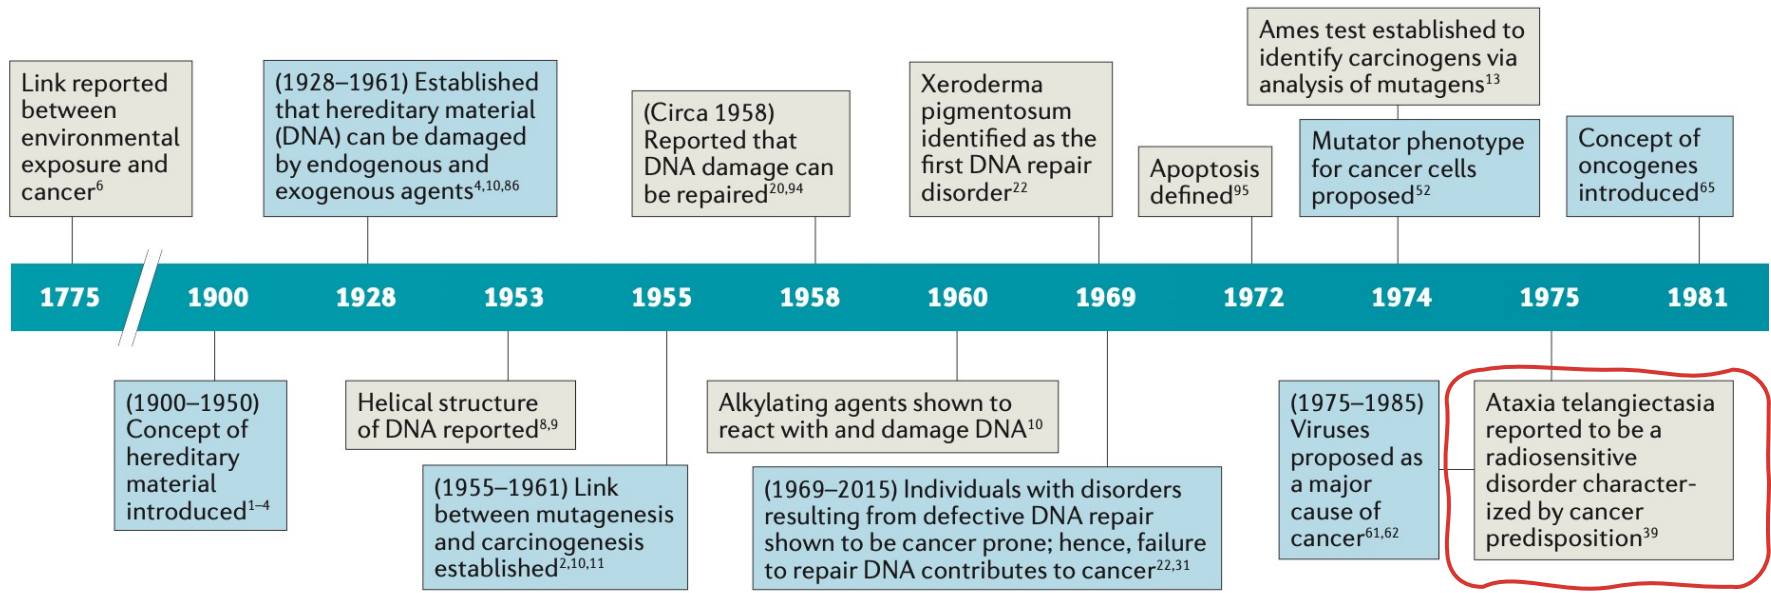 Link reported
between
environmental
exposure and
cancer6
(1928–1961) Established
that hereditary material
(DNA) can be damaged
by endogenous and
exogenous agents4,10,86
(Circa 1958)
Reported that
DNA damage can
be repaired20,94
Xeroderma
pigmentosum
identified as the
first DNA repair
disorder22
Apoptosis
defined95
Ames test established to
identify carcinogens via
analysis of mutagens13
Mutator phenotype
for cancer cells
proposed52
Concept of
oncogenes
introduced65
1775 1900 1928 1953 1955 1958 1960 1969 1972 1974 1975 1981
(1900–1950)
Concept of
hereditary
material
introduced1–4
Helical structure
of DNA reported8,9
(1955–1961) Link
between mutagenesis
and carcinogenesis
established2,10,11
Alkylating agents shown to
react with and damage DNA10
(1969–2015) Individuals with disorders
resulting from defective DNA repair
shown to be cancer prone; hence, failure
to repair DNA contributes to cancer22,31
(1975–1985)
Viruses
proposed as
a major
cause of
cancer61,62
Ataxia telangiectasia
reported to be a
radiosensitive
disorder character-
ized by cancer
predisposition39